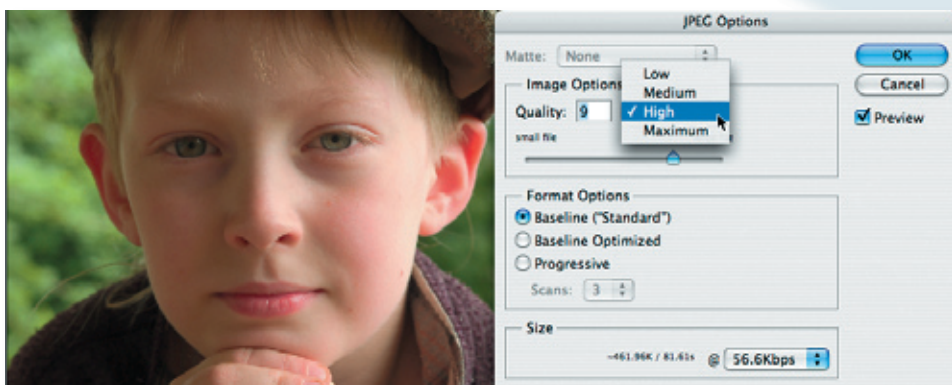 JPEG Options
Matte: None
OK
Low
Image Options
Medium
Cancel
Quality: 9
✓ High
Preview
small file
Maximum
Format Options
Baseline ("Standard")
Baseline Optimized
Progressive
Scans: 3
Size
~461.96K / 81.61s @ 56.6Kbps